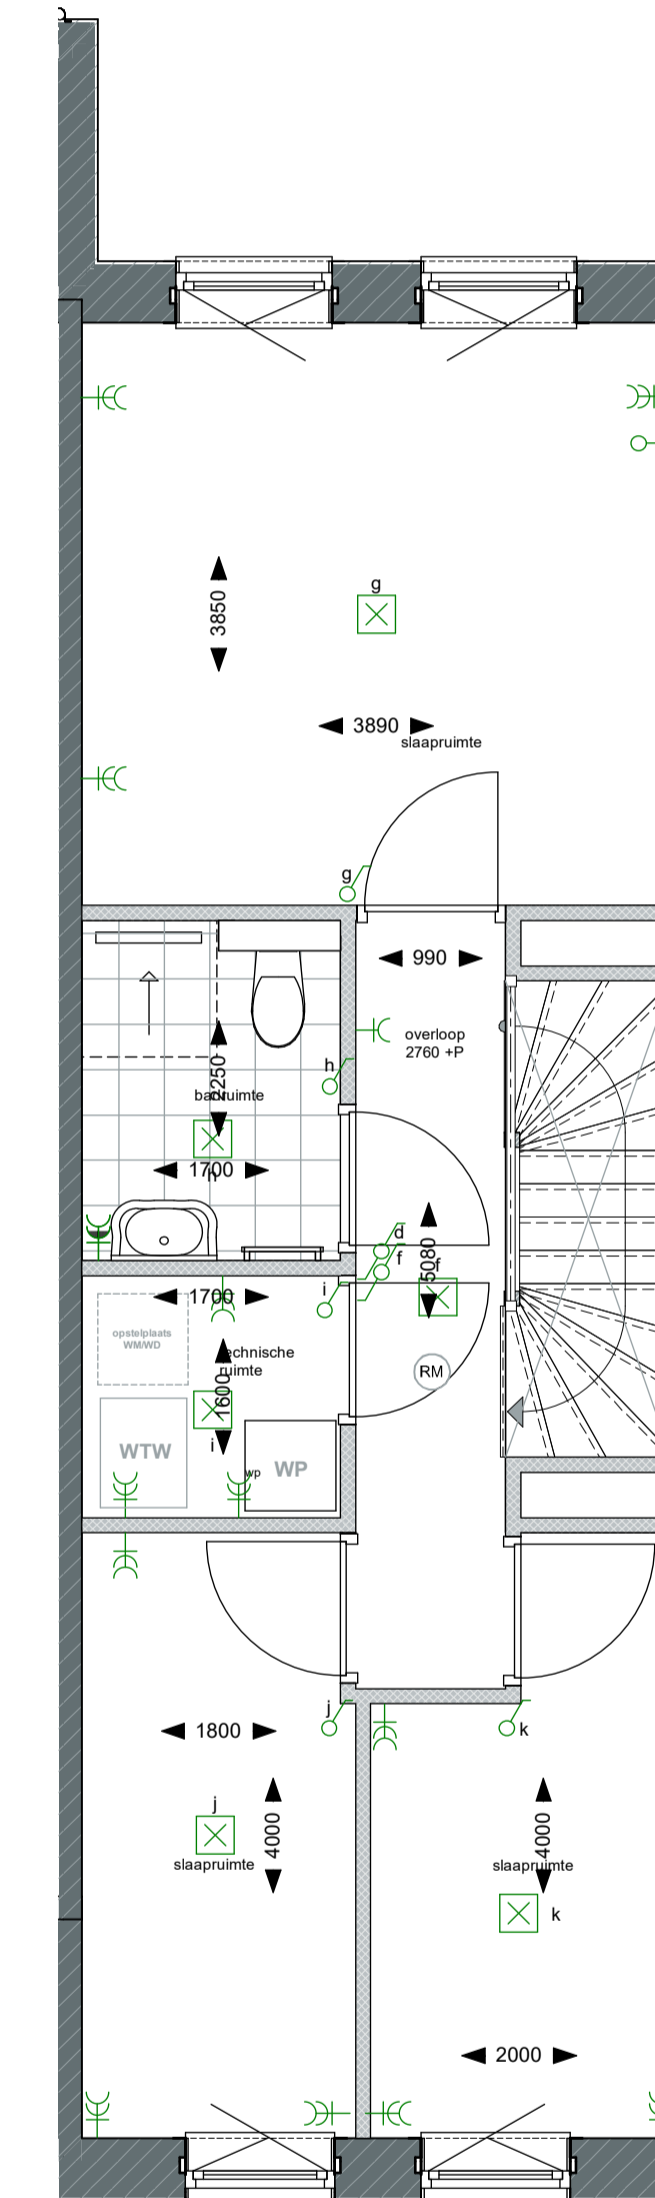 g
3850
3890
slaapruimte
g
990
overloop
2760 +P
h
2250
badruimte
1700
h
d
f
f
5080
i
1700
opstelplaats
WM/WD
technische
ruimte
1600
RM
i
WTW
wp
WP
j
k
1800
j
4000
slaapruimte
4000
slaapruimte
k
2000